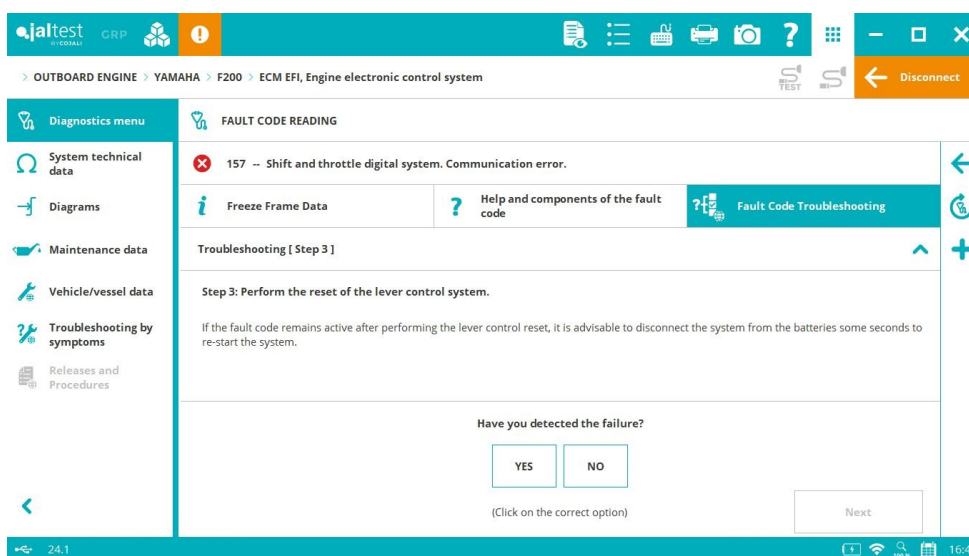 jaltest GRP
BY COJALI
OUTBOARD ENGINE > YAMAHA > F200 > ECM EFI, Engine electronic control system
TEST
Disconnect
Diagnostics menu
System technical
data
Diagrams
Maintenance data
Vehicle/vessel data
Troubleshooting by
symptoms
Releases and
Procedures
FAULT CODE READING
157 -- Shift and throttle digital system. Communication error.
Freeze Frame Data
Help and components of the fault
code
Fault Code Troubleshooting
Troubleshooting [ Step 3 ]
Step 3: Perform the reset of the lever control system.
If the fault code remains active after performing the lever control reset, it is advisable to disconnect the system from the batteries some seconds to
re-start the system.
Have you detected the failure?
YES
NO
(Click on the correct option)
Next
24.1
100 %